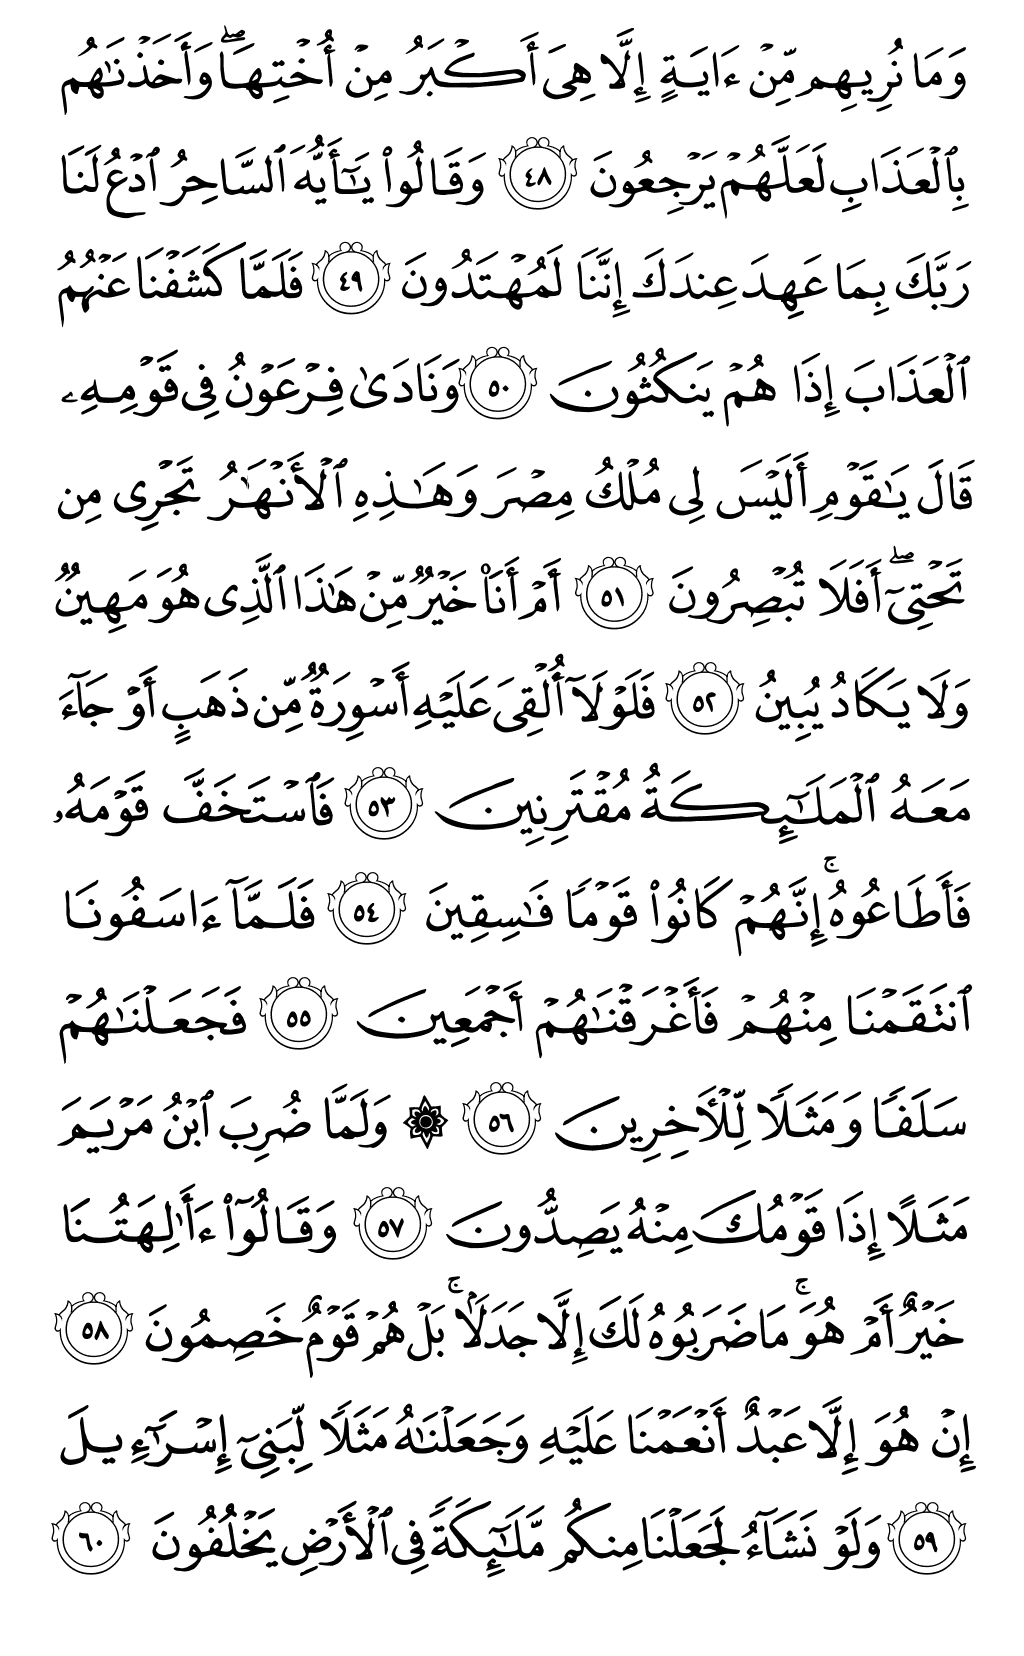 وَمَا نُرِيهِم مِّنۡ ءَايَةٍ إِلَّا هِيَ أَكۡبَرُ مِنۡ أُخۡتِهَاۖ وَأَخَذۡنَٰهُم
بِٱلۡعَذَابِ لَعَلَّهُمۡ يَرۡجِعُونَ ٤٨ وَقَالُواْ يَٰٓأَيُّهَ ٱلسَّاحِرُ ٱدۡعُ لَنَا
رَبَّكَ بِمَا عَهِدَ عِندَكَ إِنَّنَا لَمُهۡتَدُونَ ٤٩ فَلَمَّا كَشَفۡنَا عَنۡهُمُ
ٱلۡعَذَابَ إِذَا هُمۡ يَنكُثُونَ ٥٠ وَنَادَىٰ فِرۡعَوۡنُ فِي قَوۡمِهِۦ
قَالَ يَٰقَوۡمِ أَلَيۡسَ لِي مُلۡكُ مِصۡرَ وَهَٰذِهِ ٱلۡأَنۡهَٰرُ تَجۡرِي مِن
تَحۡتِيٓۖ أَفَلَا تُبۡصِرُونَ ٥١ أَمۡ أَنَا۠ خَيۡرٞ مِّنۡ هَٰذَا ٱلَّذِي هُوَ مَهِينٞ
وَلَا يَكَادُ يُبِينُ ٥٢ فَلَوۡلَآ أُلۡقِيَ عَلَيۡهِ أَسۡوِرَةٞ مِّن ذَهَبٍ أَوۡ جَآءَ
مَعَهُ ٱلۡمَلَٰٓئِكَةُ مُقۡتَرِنِينَ ٥٣ فَٱسۡتَخَفَّ قَوۡمَهُۥ
فَأَطَاعُوهُۚ إِنَّهُمۡ كَانُواْ قَوۡمٗا فَٰسِقِينَ ٥٤ فَلَمَّآ ءَاسَفُونَا
ٱنتَقَمۡنَا مِنۡهُمۡ فَأَغۡرَقۡنَٰهُمۡ أَجۡمَعِينَ ٥٥ فَجَعَلۡنَٰهُمۡ
سَلَفٗا وَمَثَلٗا لِّلۡأٓخِرِينَ ٥٦ ۞ وَلَمَّا ضُرِبَ ٱبۡنُ مَرۡيَمَ
مَثَلًا إِذَا قَوۡمُكَ مِنۡهُ يَصِدُّونَ ٥٧ وَقَالُوٓاْ ءَأَٰلِهَتُنَا
خَيۡرٌ أَمۡ هُوَۚ مَا ضَرَبُوهُ لَكَ إِلَّا جَدَلَۢاۚ بَلۡ هُمۡ قَوۡمٌ خَصِمُونَ ٥٨
إِنۡ هُوَ إِلَّا عَبۡدٌ أَنۡعَمۡنَا عَلَيۡهِ وَجَعَلۡنَٰهُ مَثَلٗا لِّبَنِيٓ إِسۡرَٰٓءِيلَ
٥٩ وَلَوۡ نَشَآءُ لَجَعَلۡنَا مِنكُم مَّلَٰٓئِكَةٗ فِي ٱلۡأَرۡضِ يَخۡلُفُونَ ٦٠